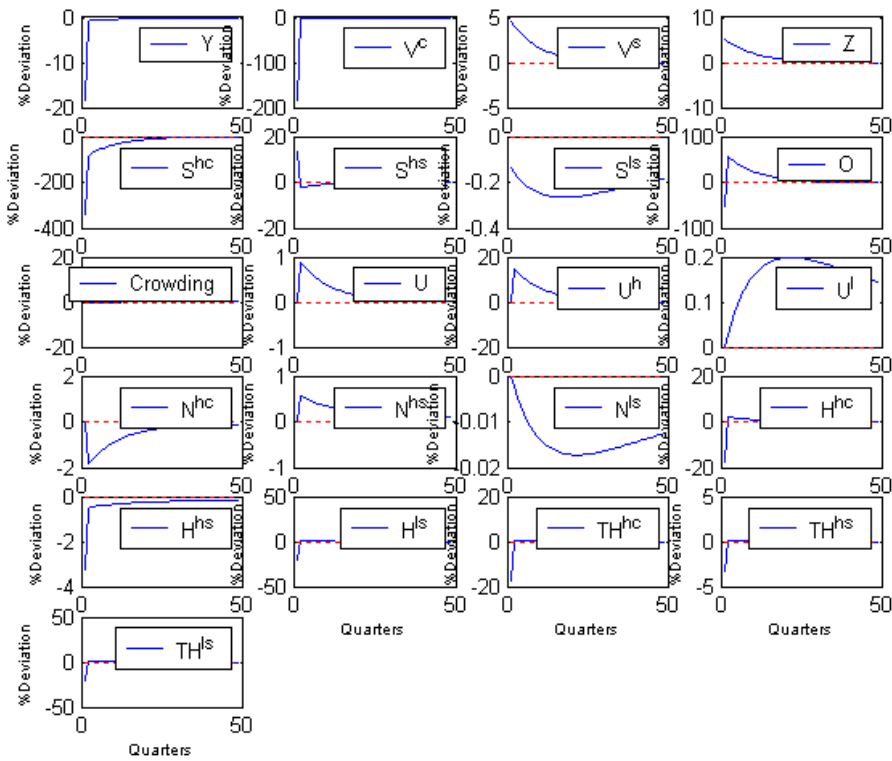 %Deviation
0
-10
-20
0
50
Y
%Deviation
0
-100
-200
0
50
V^c
%Deviation
5
0
-5
0
50
V^s
%Deviation
10
0
-10
0
50
Z
%Deviation
0
-200
-400
0
50
S^hc
%Deviation
20
0
-20
0
50
S^hs
%Deviation
0
-0.2
-0.4
0
50
S^ls
%Deviation
100
0
-100
0
50
O
%Deviation
20
0
-20
0
50
Crowding
%Deviation
1
0
-1
0
50
U
%Deviation
20
0
-20
0
50
U^h
%Deviation
0.2
0.1
0
0
50
U^l
%Deviation
2
0
-2
0
50
N^hc
%Deviation
1
0
-1
0
50
N^hs
%Deviation
0
-0.01
-0.02
0
50
N^ls
%Deviation
20
0
-20
0
50
H^hc
%Deviation
0
-2
-4
0
50
H^hs
%Deviation
50
0
-50
0
50
Quarters
H^ls
%Deviation
20
0
-20
0
50
Quarters
TH^hc
%Deviation
5
0
-5
0
50
Quarters
TH^hs
%Deviation
50
0
-50
0
50
Quarters
TH^ls